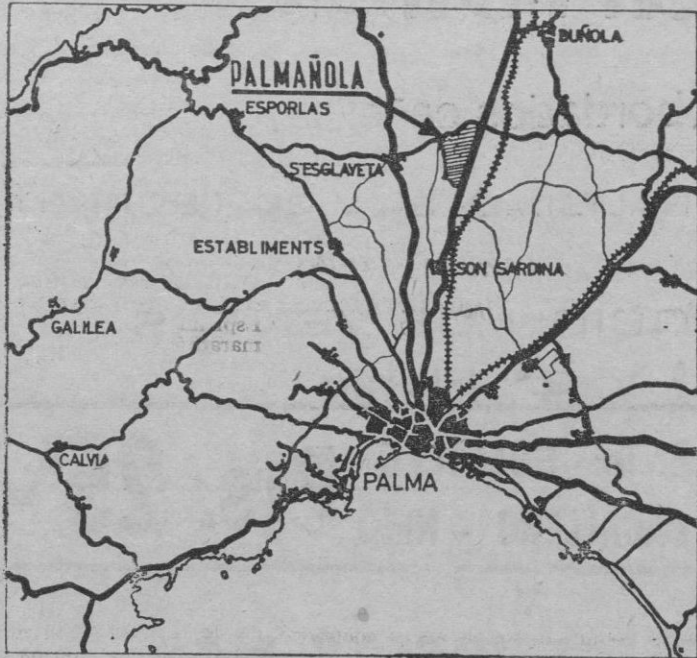 BUÑOLA
PALMAÑOLA
ESPORLAS
S'ESGLAYETA
ESTABLIMENTS
SON SARDINA
GALILEA
CALVIA
PALMA